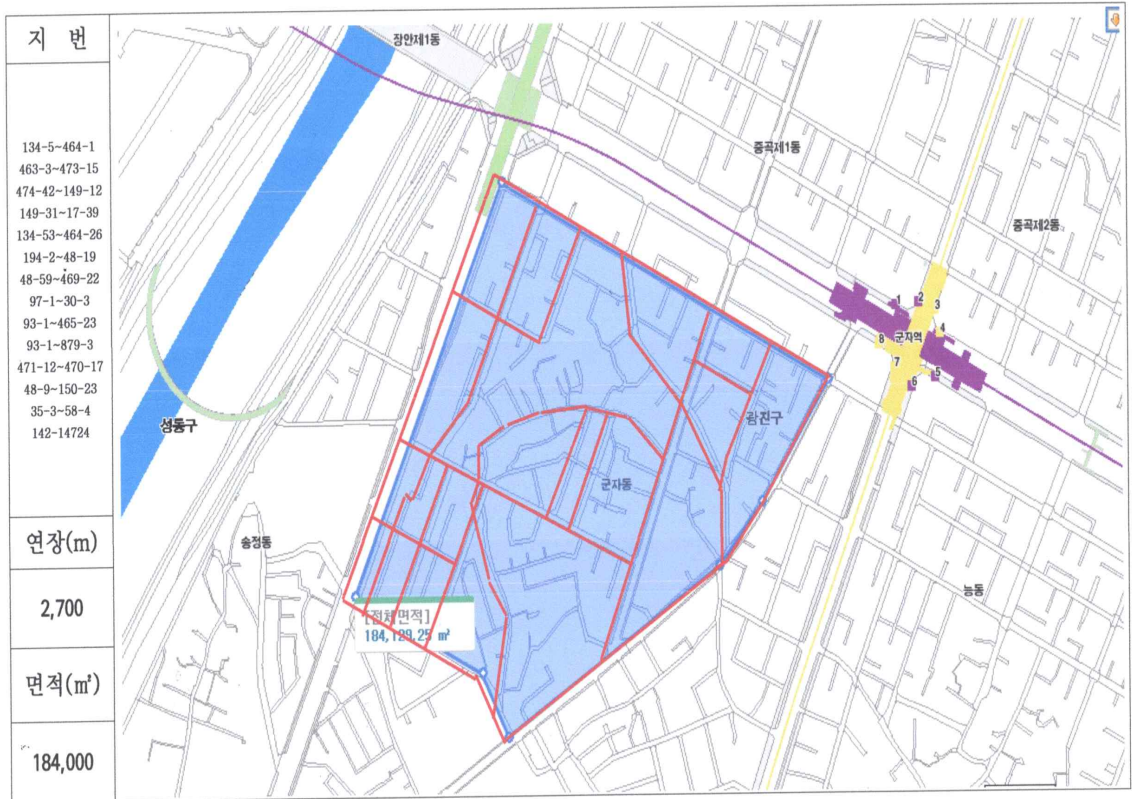 지 번
134-5~464-1
463-3~473-15
474-42~149-12
149-31~17-39
134-53~464-26
194-2~48-19
48-59~469-22
97-1~30-3
93-1~465-23
93-1~879-3
471-12~470-17
48-9~150-23
35-3~58-4
142-14724
연장(m)
2,700
면적(㎡)
184,000
장안제1동
중곡제1동
중곡제2동
1
2
3
4
군자역
8
7
5
6
성동구
광진구
군자동
송정동
능동
[전체면적]
184,129.25 ㎡